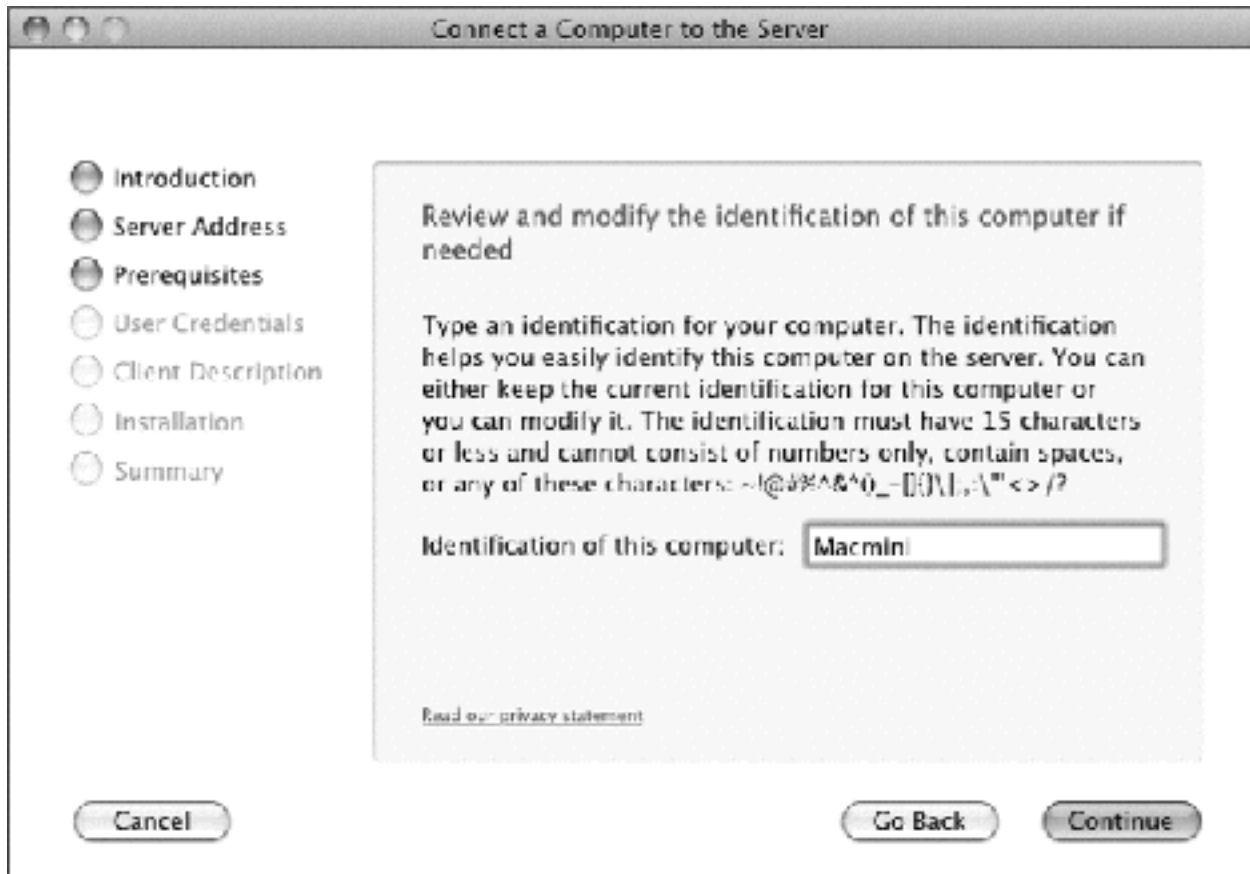 Connect a Computer to the Server
Introduction
Server Address
Prerequisites
User Credentials
Client Description
Installation
Summary
Review and modify the identification of this computer if
needed
Type an identification for your computer. The identification
helps you easily identify this computer on the server. You can
either keep the current identification for this computer or
you can modify it. The identification must have 15 characters
or less and cannot consist of numbers only, contain spaces,
or any of these characters:
Identification of this computer:
Macmini
Read our privacy statement
Cancel
Go Back
Continue